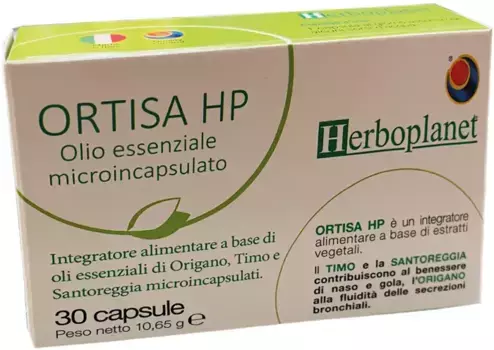 ORTISA HP
Olio essenziale
microincapsulato
Integratore alimentare a base di
oli essenziali di Origano, Timo e
Santoreggia microincapsulati.
30 capsule
Peso netto 10,65 g e
Herboplanet
ORTISA HP è un integratore
alimentare a base di estratti
vegetali.
Il TIMO e la SANTOREGGIA
contribuiscono al benessere
di naso e gola, l'ORIGANO
alla fluidità delle secrezioni
bronchiali.